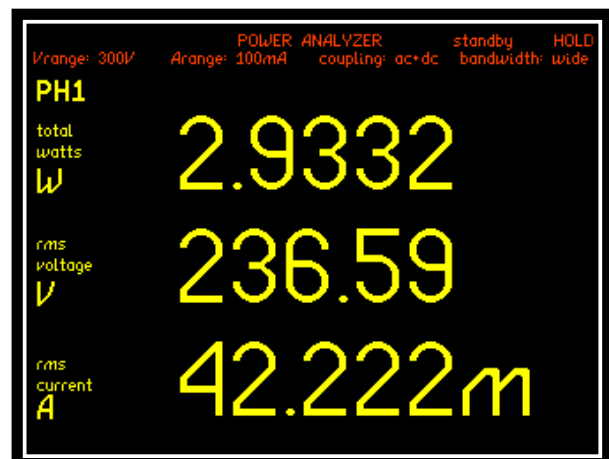 POWER ANALYZER standby HOLD
Vrange: 300V Arange: 100mA coupling: ac+dc bandwidth: wide
PH1
total
watts
W
2.9332
rms
voltage
V
236.59
rms
current
A
42.222m